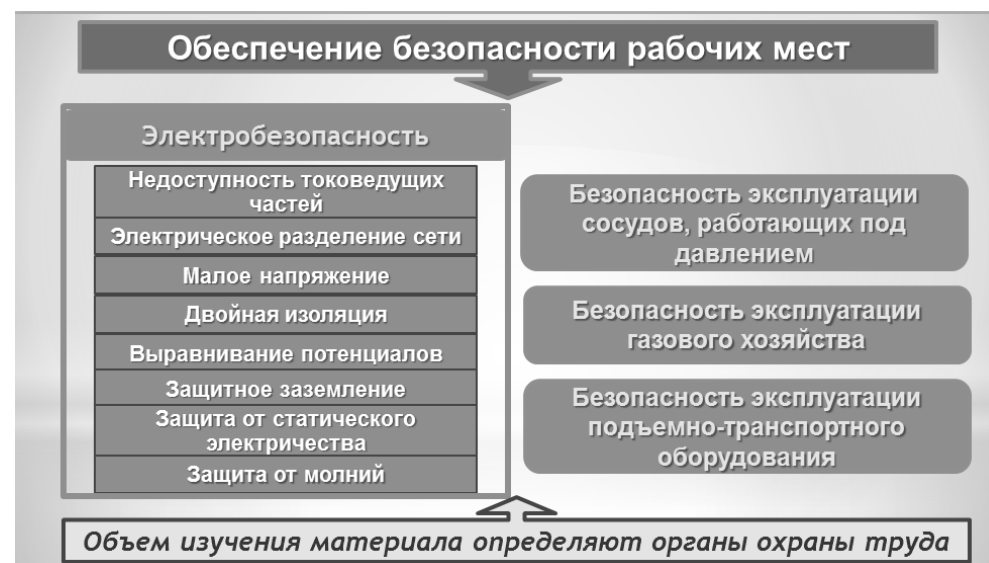 Обеспечение безопасности рабочих мест
Электробезопасность
Недоступность токоведущих
частей
Электрическое разделение сети
Малое напряжение
Двойная изоляция
Выравнивание потенциалов
Защитное заземление
Защита от статического
электричества
Защита от молний
Безопасность эксплуатации
сосудов, работающих под
давлением
Безопасность эксплуатации
газового хозяйства
Безопасность эксплуатации
подъемно-транспортного
оборудования
Объем изучения материала определяют органы охраны труда